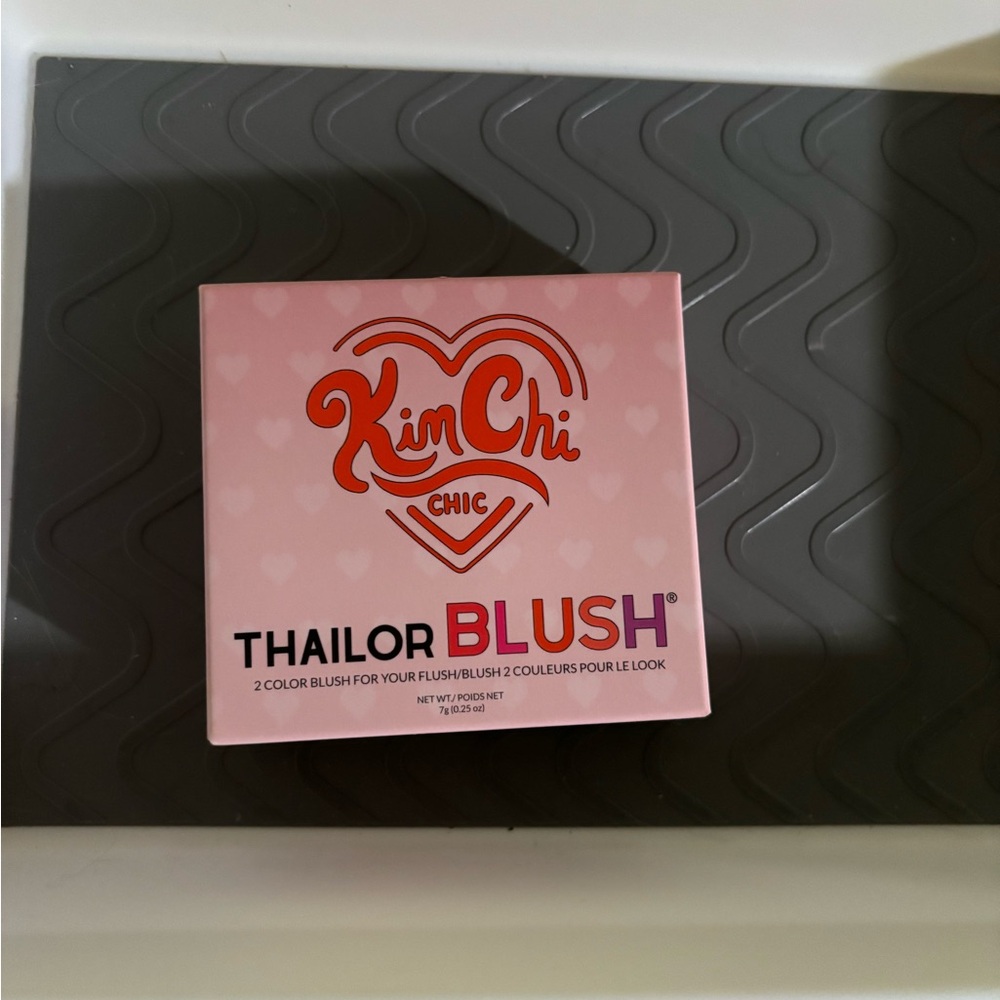 KimChi
CHIC
THAILOR BLUSH®
2 COLOR BLUSH FOR YOUR FLUSH/BLUSH 2 COULEURS POUR LE LOOK
NET WT./ POIDS NET
7g (0.25 oz)